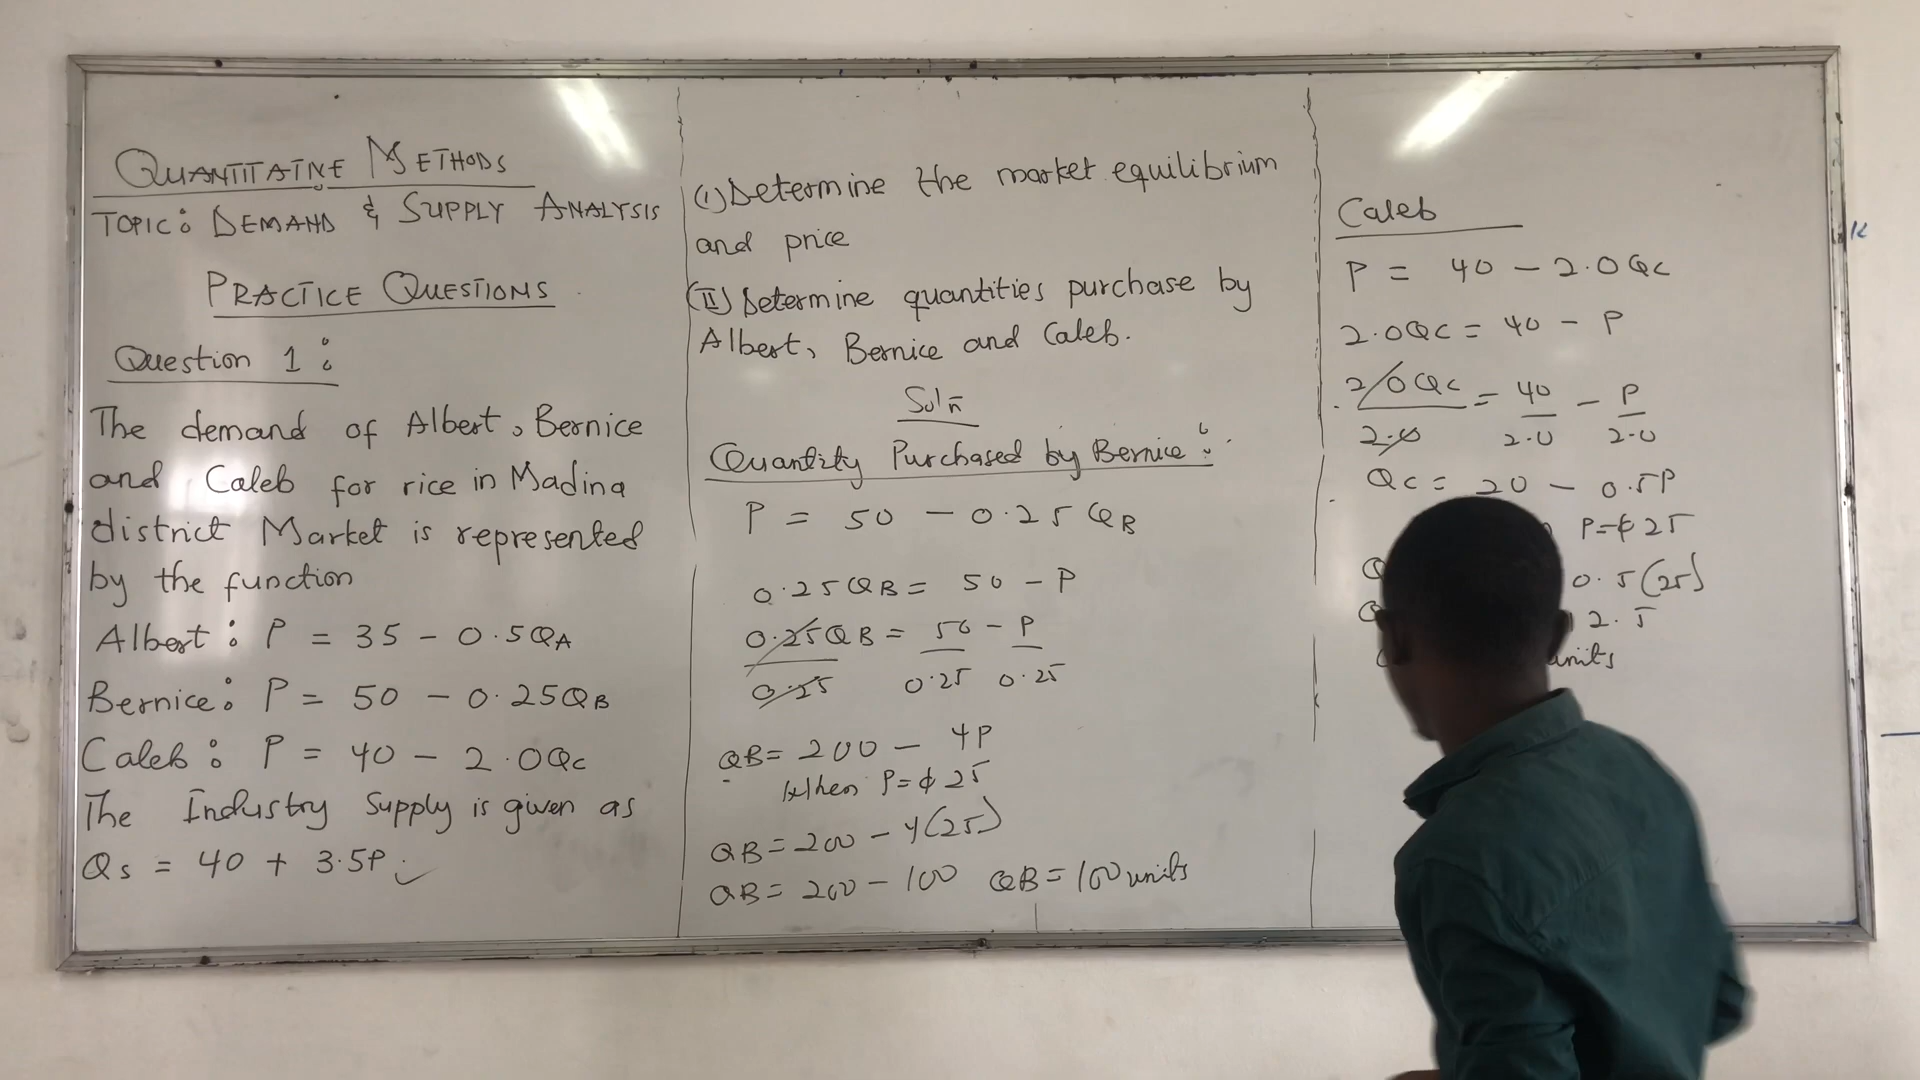 QUANTITATIVE METHODS
TOPIC: DEMAND & SUPPLY ANALYSIS
PRACTICE QUESTIONS
Question 1:
The demand of Albert, Bernice
and Caleb for rice in Madina
district Market is represented
by the function
Albert: P = 35 - 0.5QA
Bernice: P = 50 - 0.25QB
Caleb: P = 40 - 2.0QC
The Industry Supply is given as
Qs = 40 + 3.5P
(I) Determine the market equilibrium
and price
(II) Determine quantities purchase by
Albert, Bernice and Caleb.
Soln
Quantity Purchased by Bernice:
P = 50 - 0.25QB
0.25QB = 50 - P
0.25QB = 50 - P
0.25 0.25 0.25
QB = 200 - 4P
When P=¢25
QB = 200 - 4(25)
QB = 200 - 100 QB = 100 units
Caleb
P = 40 - 2.0QC
2.0QC = 40 - P
2.0QC = 40 - P
2.0 2.0 2.0
QC = 20 - 0.5P
P=¢25
0.5(25)
2.5
units